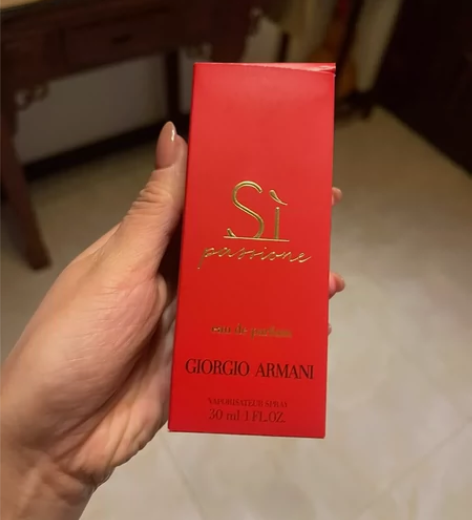 Sì
passione
eau de parfum
GIORGIO ARMANI
VAPORISATEUR SPRAY
30 ml 1 FL.OZ.